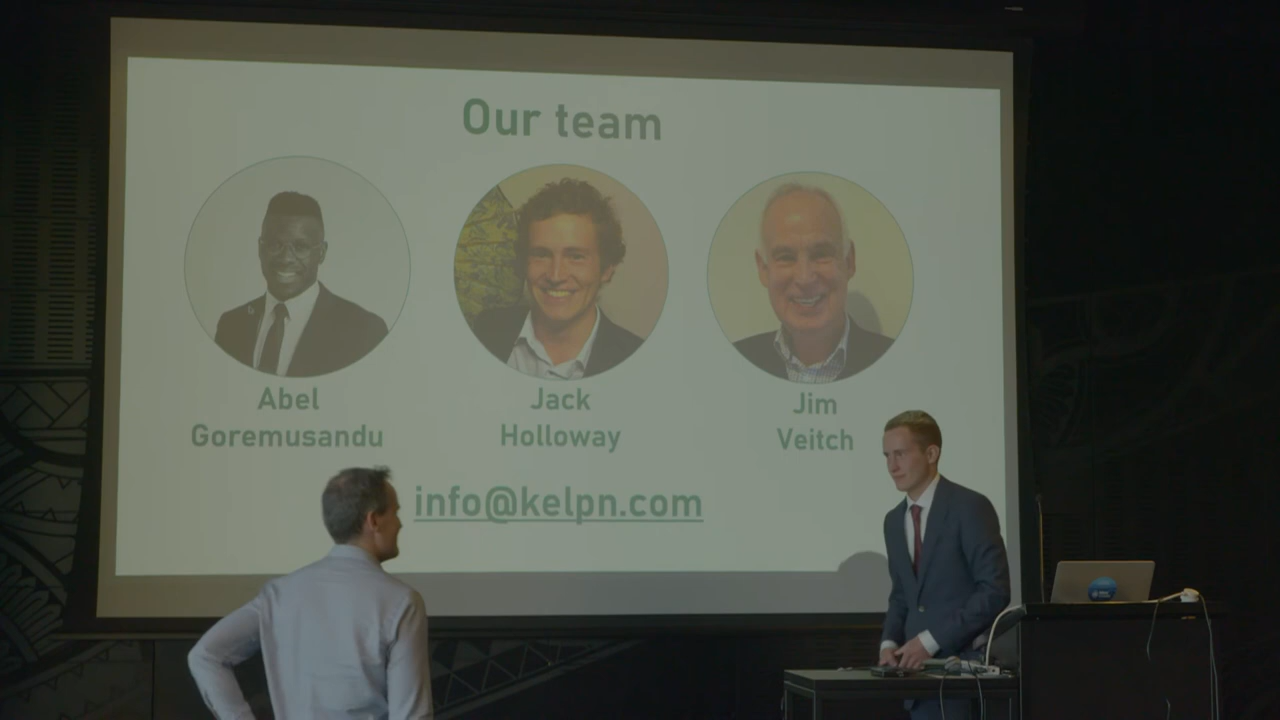 Our team
Abel
Goremusandu
Jack
Holloway
Jim
Veitch
info@kelpn.com